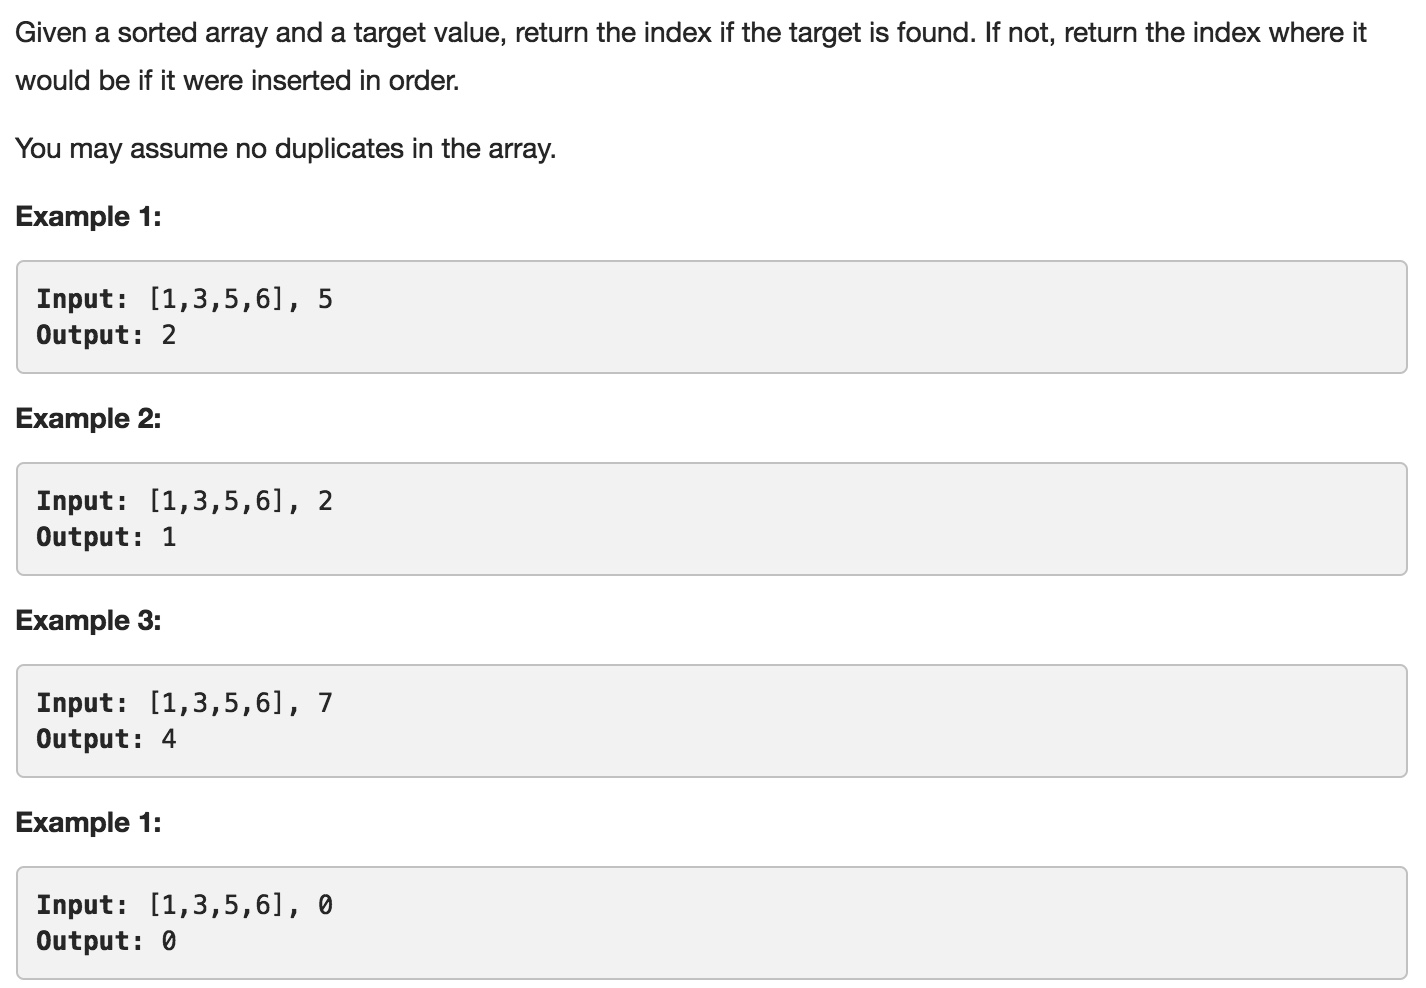 Given a sorted array and a target value, return the index if the target is found. If not, return the index where it
would be if it were inserted in order.
You may assume no duplicates in the array.
Example 1:
Input: [1,3,5,6], 5
Output: 2
Example 2:
Input: [1,3,5,6], 2
Output: 1
Example 3:
Input: [1,3,5,6], 7
Output: 4
Example 1:
Input: [1,3,5,6], 0
Output: 0